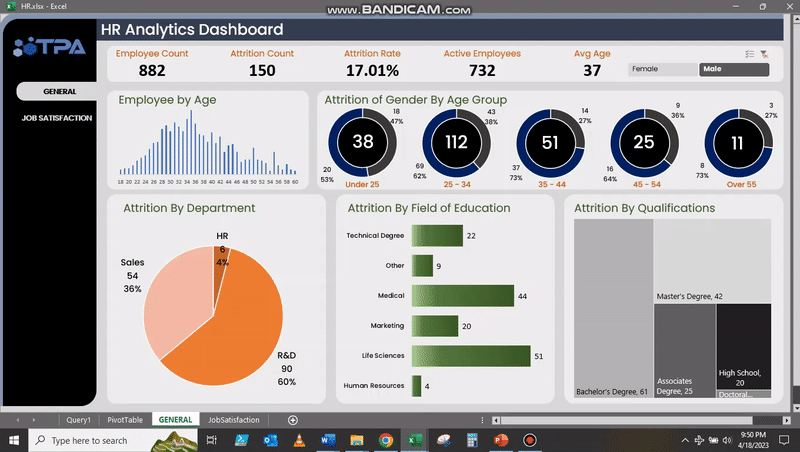 HR.xlsx - Excel
WWW.BANDICAM.COM
TPA
HR Analytics Dashboard
Employee Count
882
Attrition Count
150
Attrition Rate
17.01%
Active Employees
732
Avg Age
37
Female
Male
GENERAL
JOB SATISFACTION
Employee by Age
18 20 22 24 26 28 30 32 34 36 38 40 42 44 46 48 50 52 54 56 58 60
Attrition of Gender By Age Group
38
18
47%
20
53%
Under 25
112
43
38%
69
62%
25 - 34
51
14
27%
37
73%
35 - 44
25
9
36%
16
64%
45 - 54
11
3
27%
8
73%
Over 55
Attrition By Department
HR
6
4%
Sales
54
36%
R&D
90
60%
Attrition By Field of Education
Technical Degree 22
Other 9
Medical 44
Marketing 20
Life Sciences 51
Human Resources 4
Attrition By Qualifications
Bachelor's Degree, 61
Master's Degree, 42
Associates
Degree, 25
High School,
20
Doctoral...
Query1
PivotTable
GENERAL
JobSatisfaction
Type here to search
9:50 PM
4/18/2023